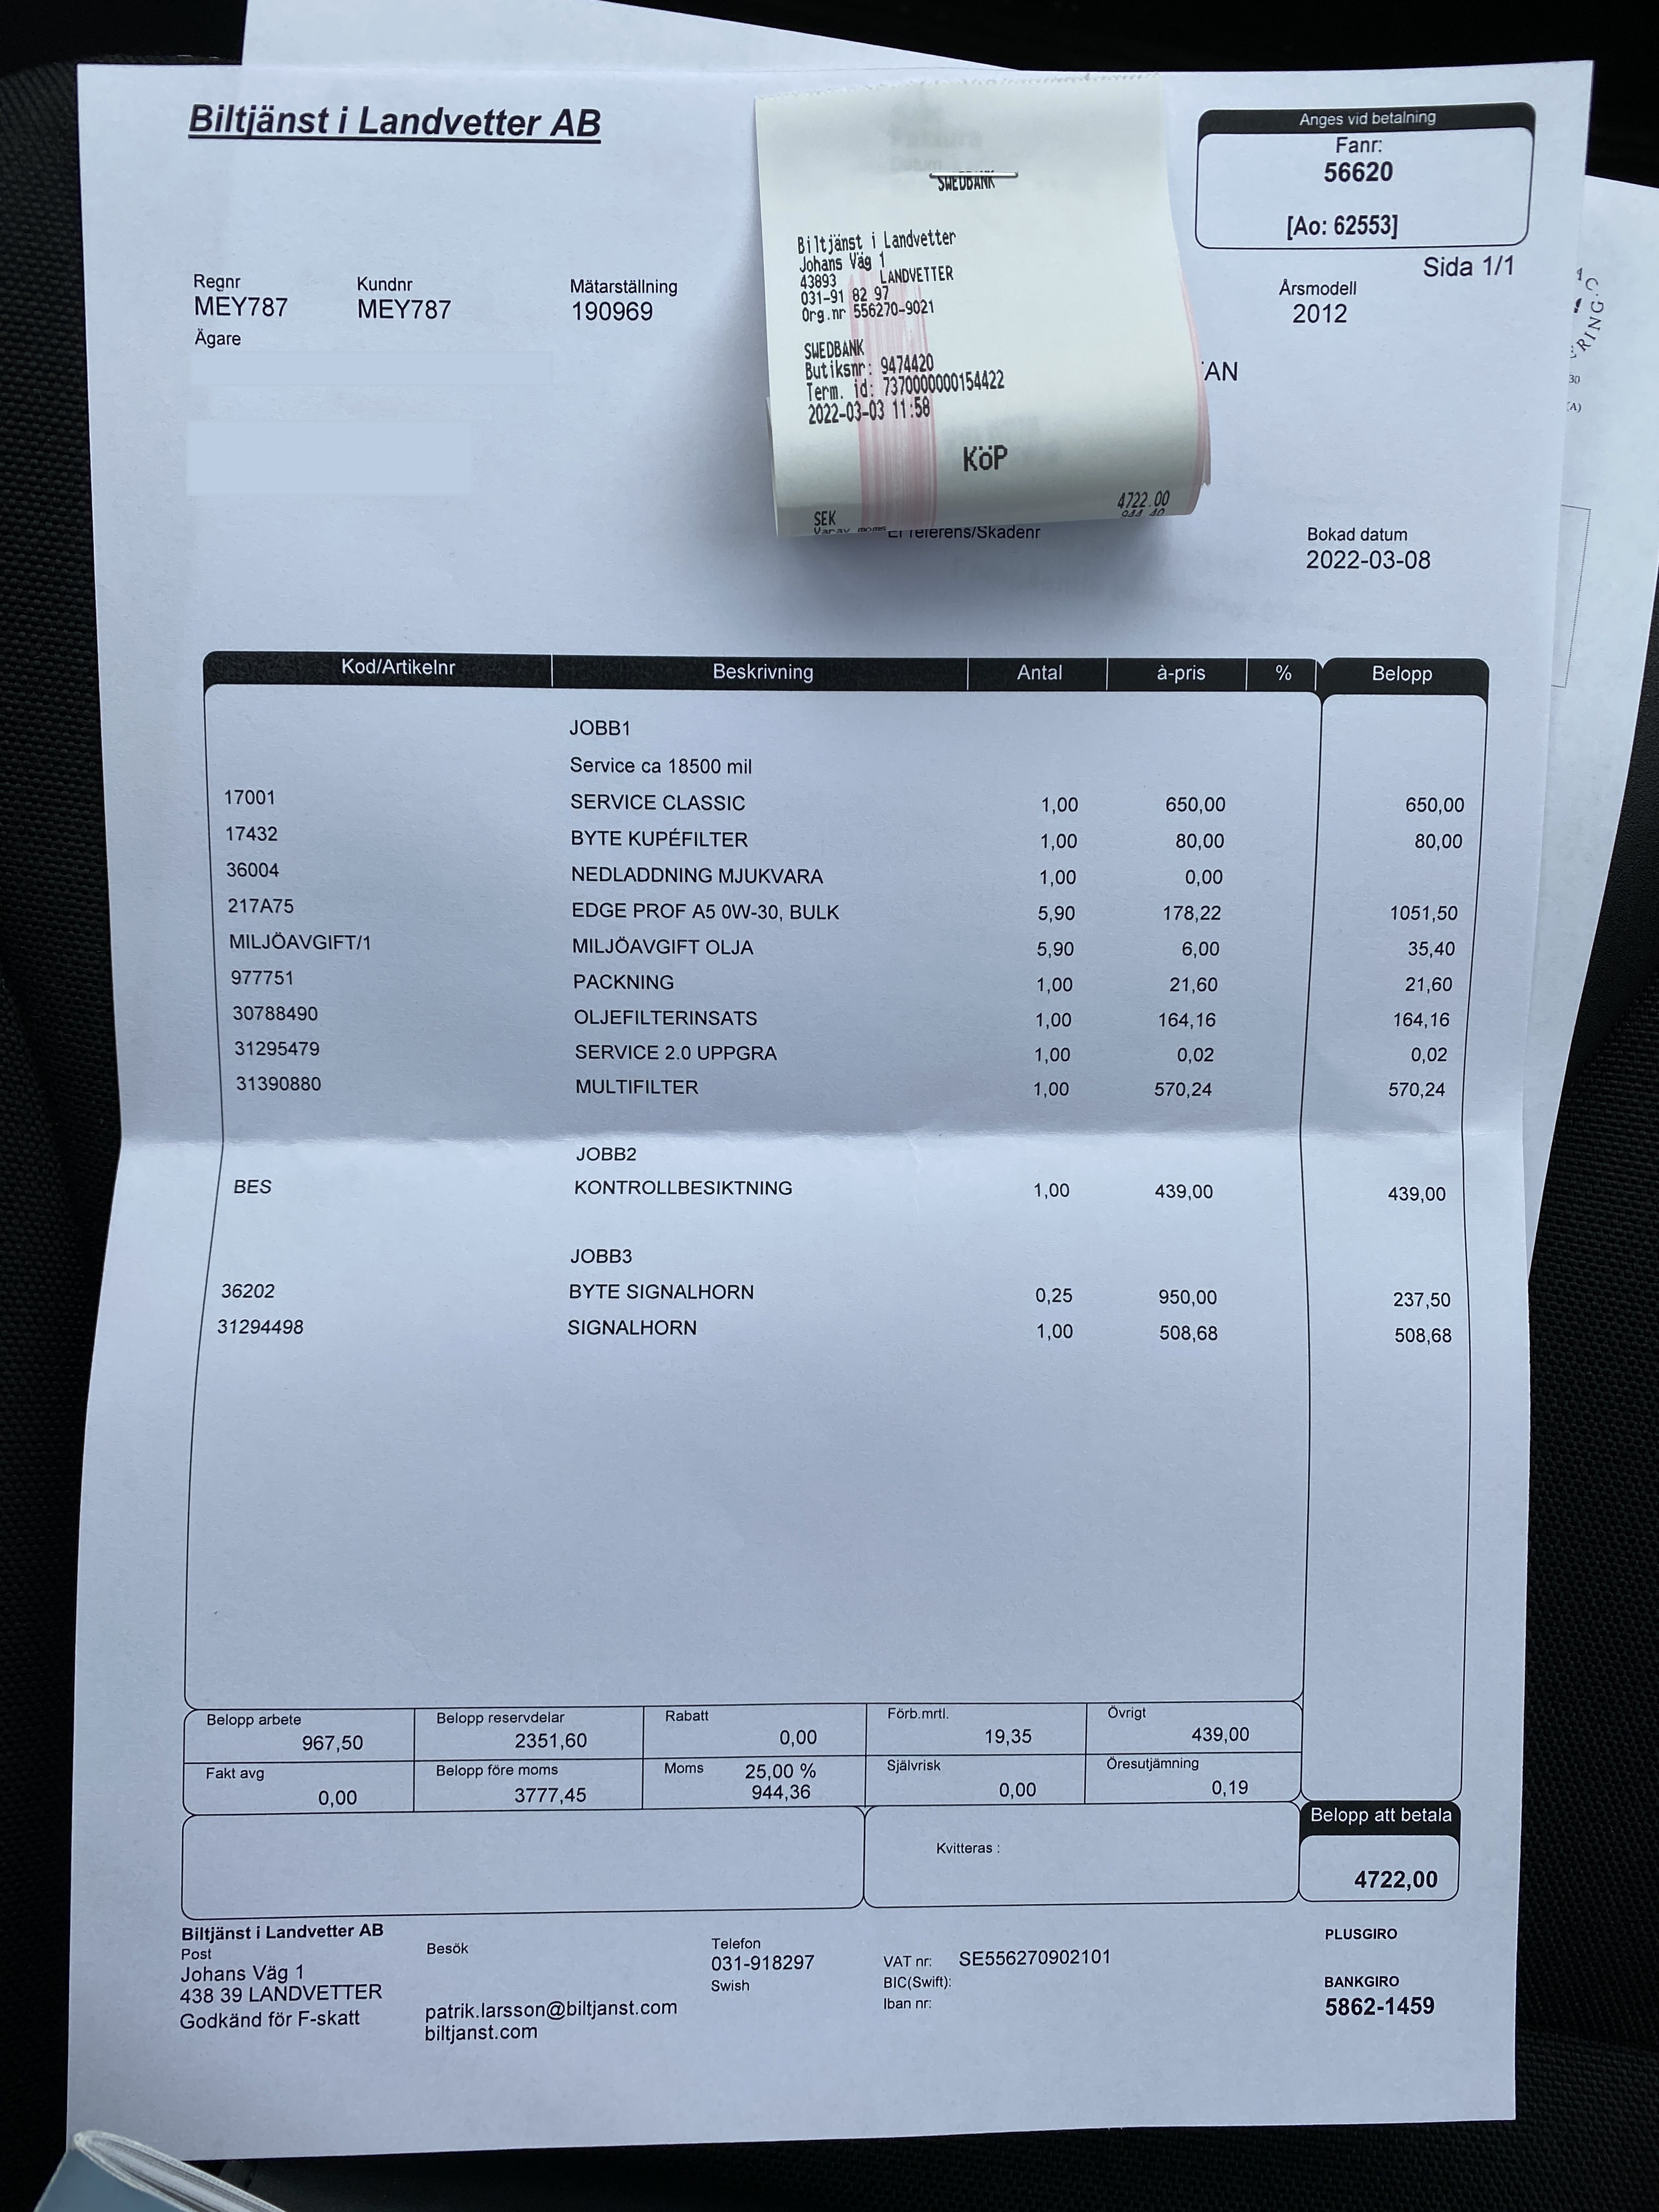 Biltjänst i Landvetter AB
Anges vid betalning
Fanr:
56620
[Ao: 62553]
Sida 1/1
SWEDBANK
Biltjänst i Landvetter
Johans Väg 1
43893 LANDVETTER
031-91 82 97
Org.nr 556270-9021
SWEDBANK
Butiksnr: 9474420
Term. id: 7370000000154422
2022-03-03 11:58
KÖP
SEK 4722.00
Varav moms 944.40
Regnr Kundnr Mätarställning Årsmodell
MEY787 MEY787 190969 2012
Ägare
AN
referens/Skadenr
Bokad datum
2022-03-08
Kod/Artikelnr Beskrivning Antal à-pris % Belopp
JOBB1
Service ca 18500 mil
17001 SERVICE CLASSIC 1,00 650,00 650,00
17432 BYTE KUPÉFILTER 1,00 80,00 80,00
36004 NEDLADDNING MJUKVARA 1,00 0,00
217A75 EDGE PROF A5 0W-30, BULK 5,90 178,22 1051,50
MILJÖAVGIFT/1 MILJÖAVGIFT OLJA 5,90 6,00 35,40
977751 PACKNING 1,00 21,60 21,60
30788490 OLJEFILTERINSATS 1,00 164,16 164,16
31295479 SERVICE 2.0 UPPGRA 1,00 0,02 0,02
31390880 MULTIFILTER 1,00 570,24 570,24
JOBB2
BES KONTROLLBESIKTNING 1,00 439,00 439,00
JOBB3
36202 BYTE SIGNALHORN 0,25 950,00 237,50
31294498 SIGNALHORN 1,00 508,68 508,68
Belopp arbete Belopp reservdelar Rabatt Förb.mrtl. Övrigt
967,50 2351,60 0,00 19,35 439,00
Fakt avg Belopp före moms Moms 25,00 % Självrisk Öresutjämning
0,00 3777,45 944,36 0,00 0,19
Belopp att betala
Kvitteras :
4722,00
Biltjänst i Landvetter AB
Post Besök Telefon PLUSGIRO
Johans Väg 1 031-918297 VAT nr: SE556270902101
438 39 LANDVETTER Swish BIC(Swift): BANKGIRO
Godkänd för F-skatt patrik.larsson@biltjanst.com Iban nr: 5862-1459
biltjanst.com